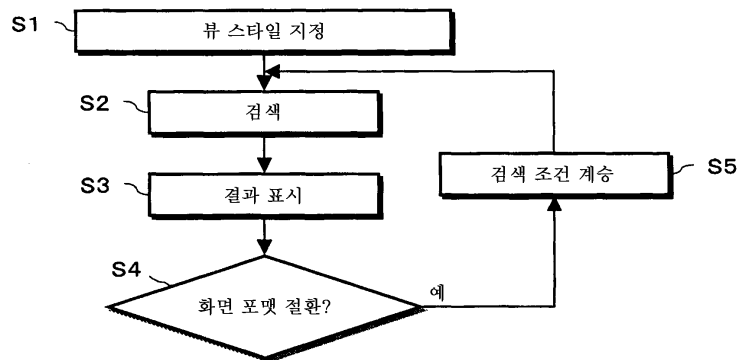 S1
뷰 스타일 지정
S2
검색
S3
결과 표시
검색 조건 계승
S5
S4
화면 포맷 절환?
예